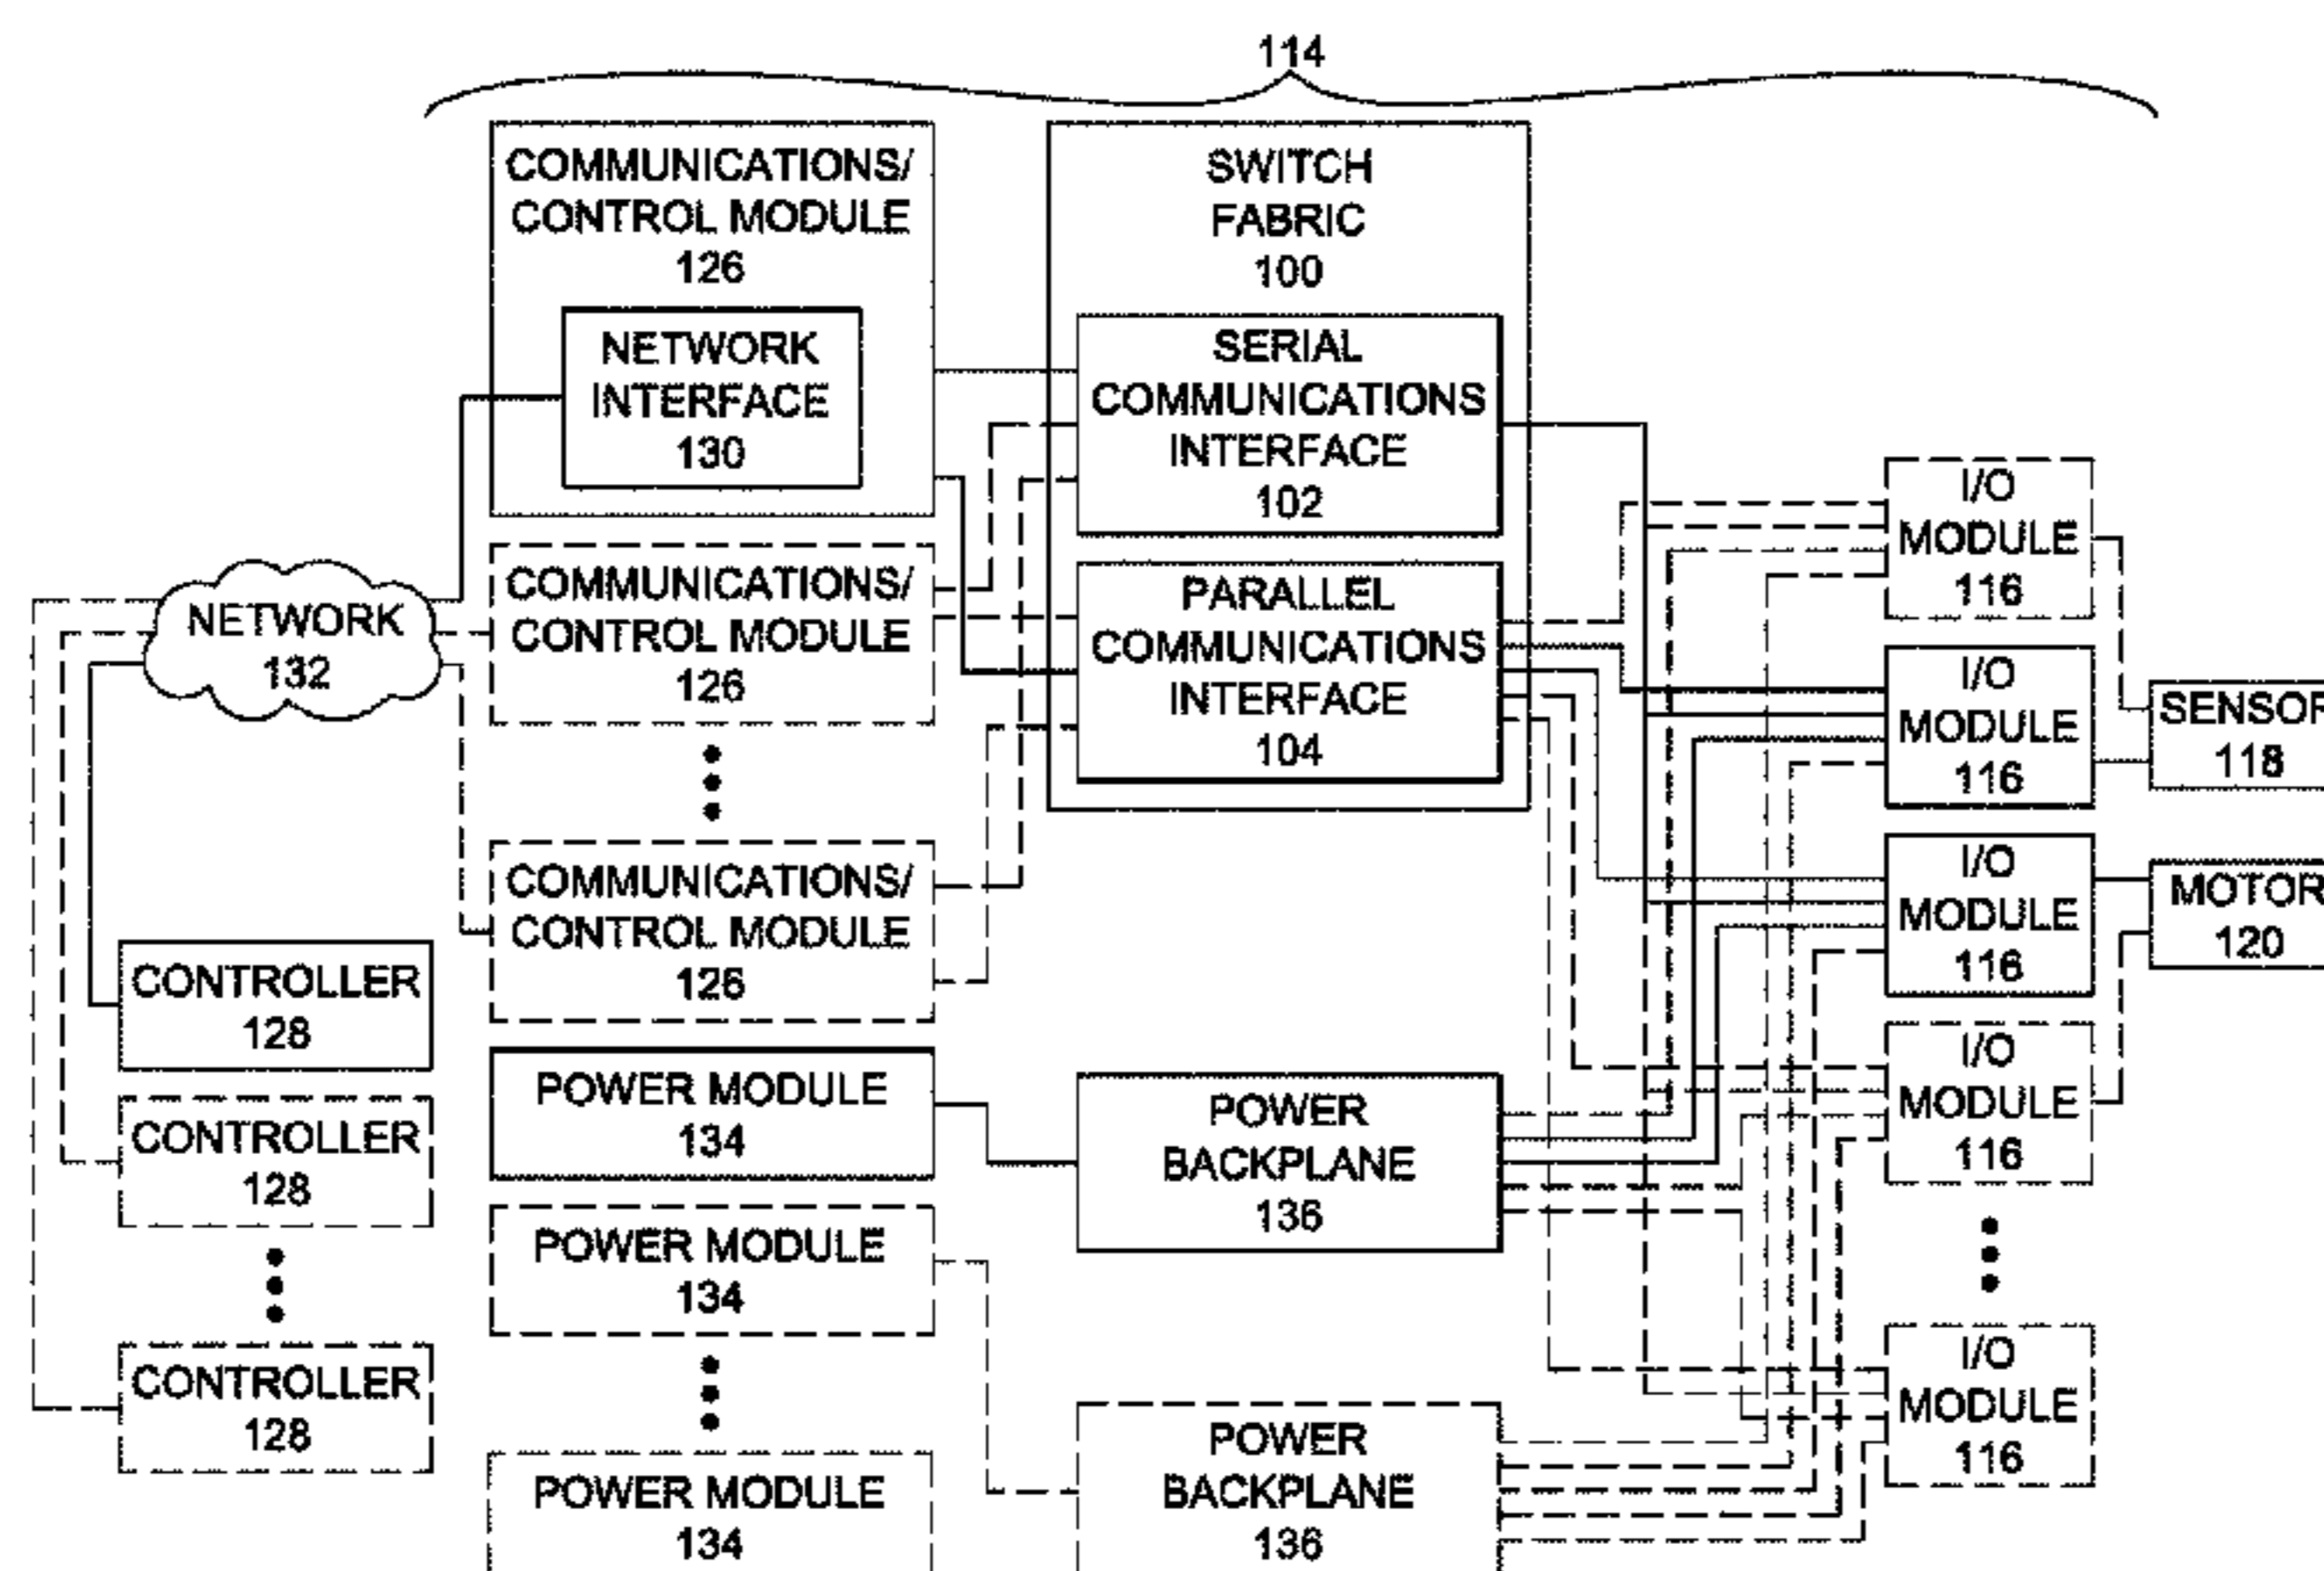 114
COMMUNICATIONS/
CONTROL MODULE
126
NETWORK
INTERFACE
130
SWITCH
FABRIC
100
SERIAL
COMMUNICATIONS
INTERFACE
102
PARALLEL
COMMUNICATIONS
INTERFACE
104
NETWORK
132
COMMUNICATIONS/
CONTROL MODULE
126
COMMUNICATIONS/
CONTROL MODULE
126
CONTROLLER
128
CONTROLLER
128
CONTROLLER
128
POWER MODULE
134
POWER MODULE
134
POWER MODULE
134
POWER
BACKPLANE
136
POWER
BACKPLANE
136
I/O
MODULE
116
I/O
MODULE
116
I/O
MODULE
116
I/O
MODULE
116
I/O
MODULE
116
SENSOR
118
MOTOR
120